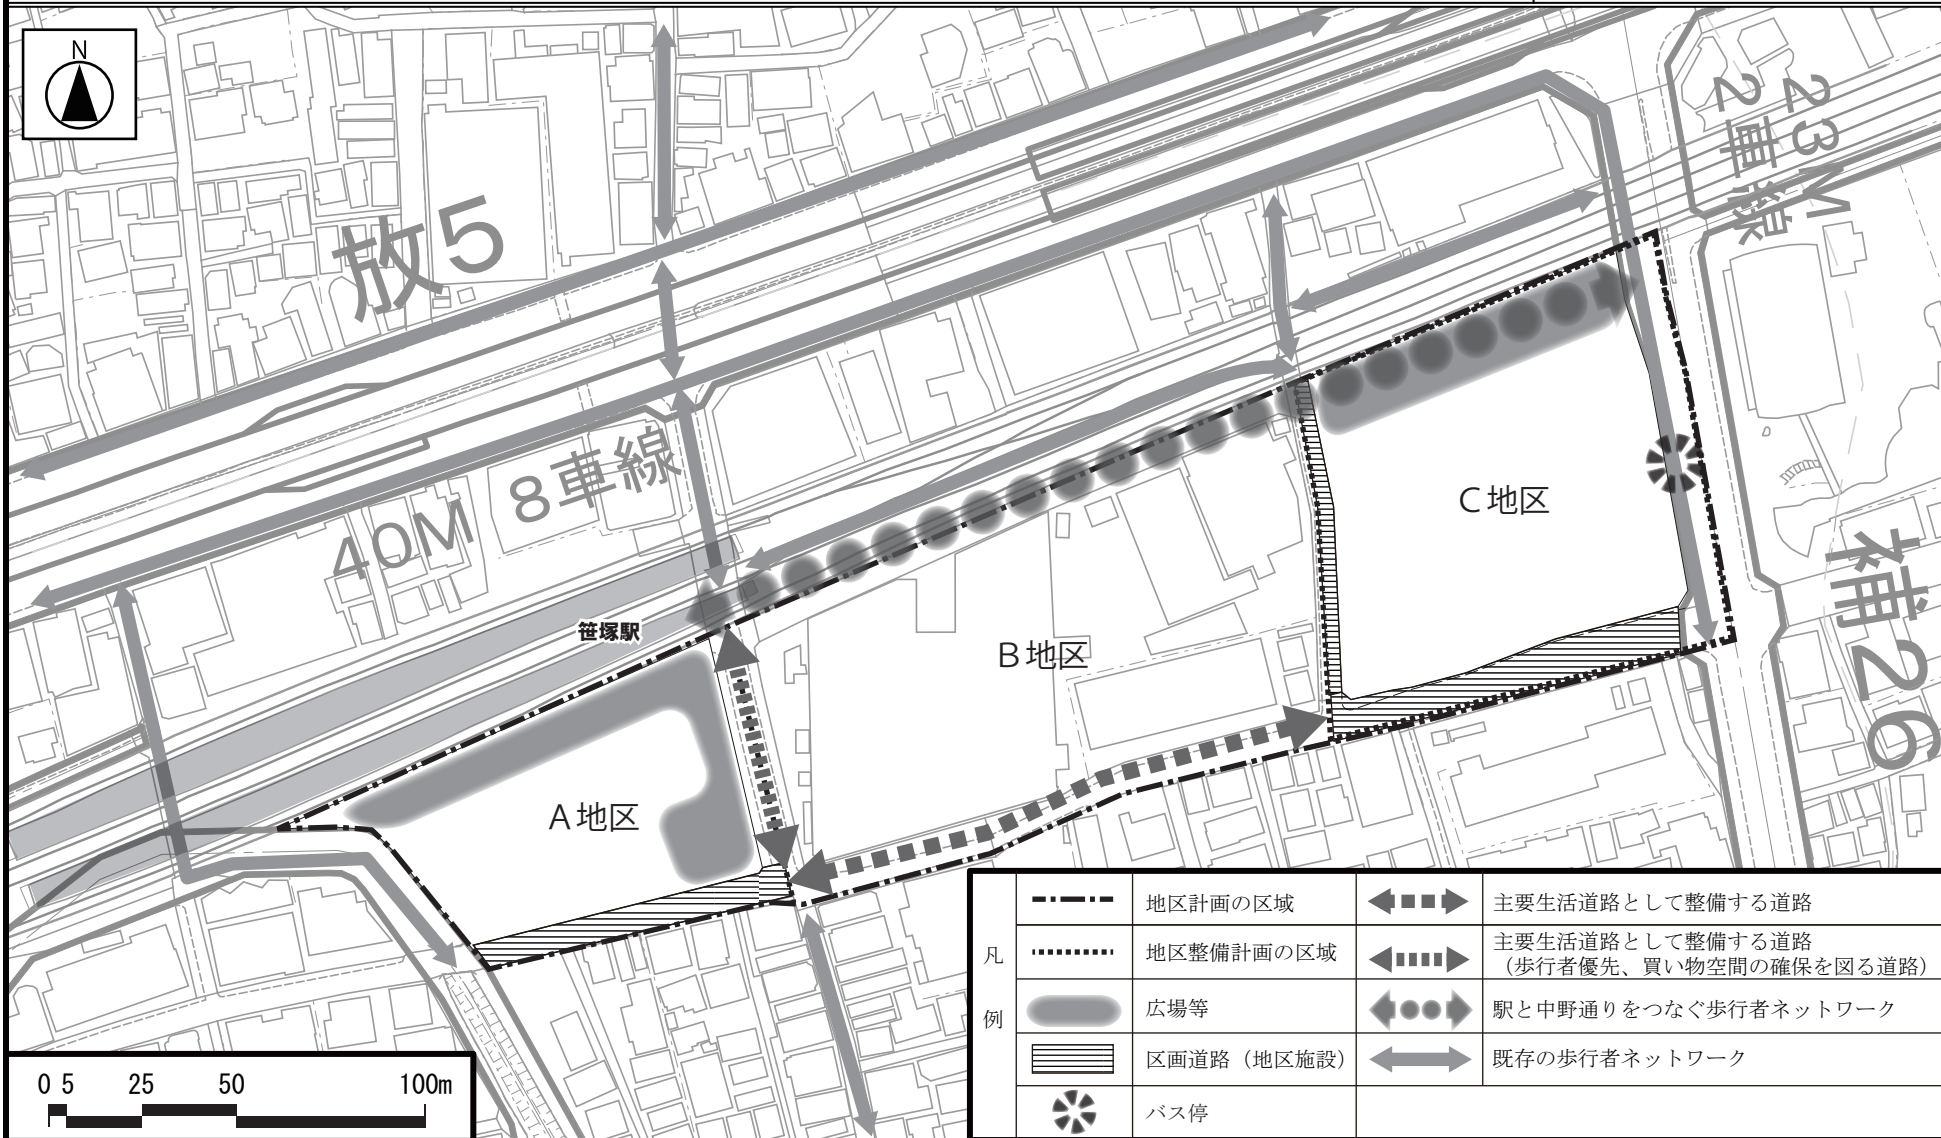 N
放5
23M
2車線
40M 8車線
笹塚駅
C地区
B地区
A地区
補26
0 5 25 50 100m
凡例
地区計画の区域
主要生活道路として整備する道路
地区整備計画の区域
主要生活道路として整備する道路
（歩行者優先、買い物空間の確保を図る道路）
広場等
駅と中野通りをつなぐ歩行者ネットワーク
区画道路（地区施設）
既存の歩行者ネットワーク
バス停